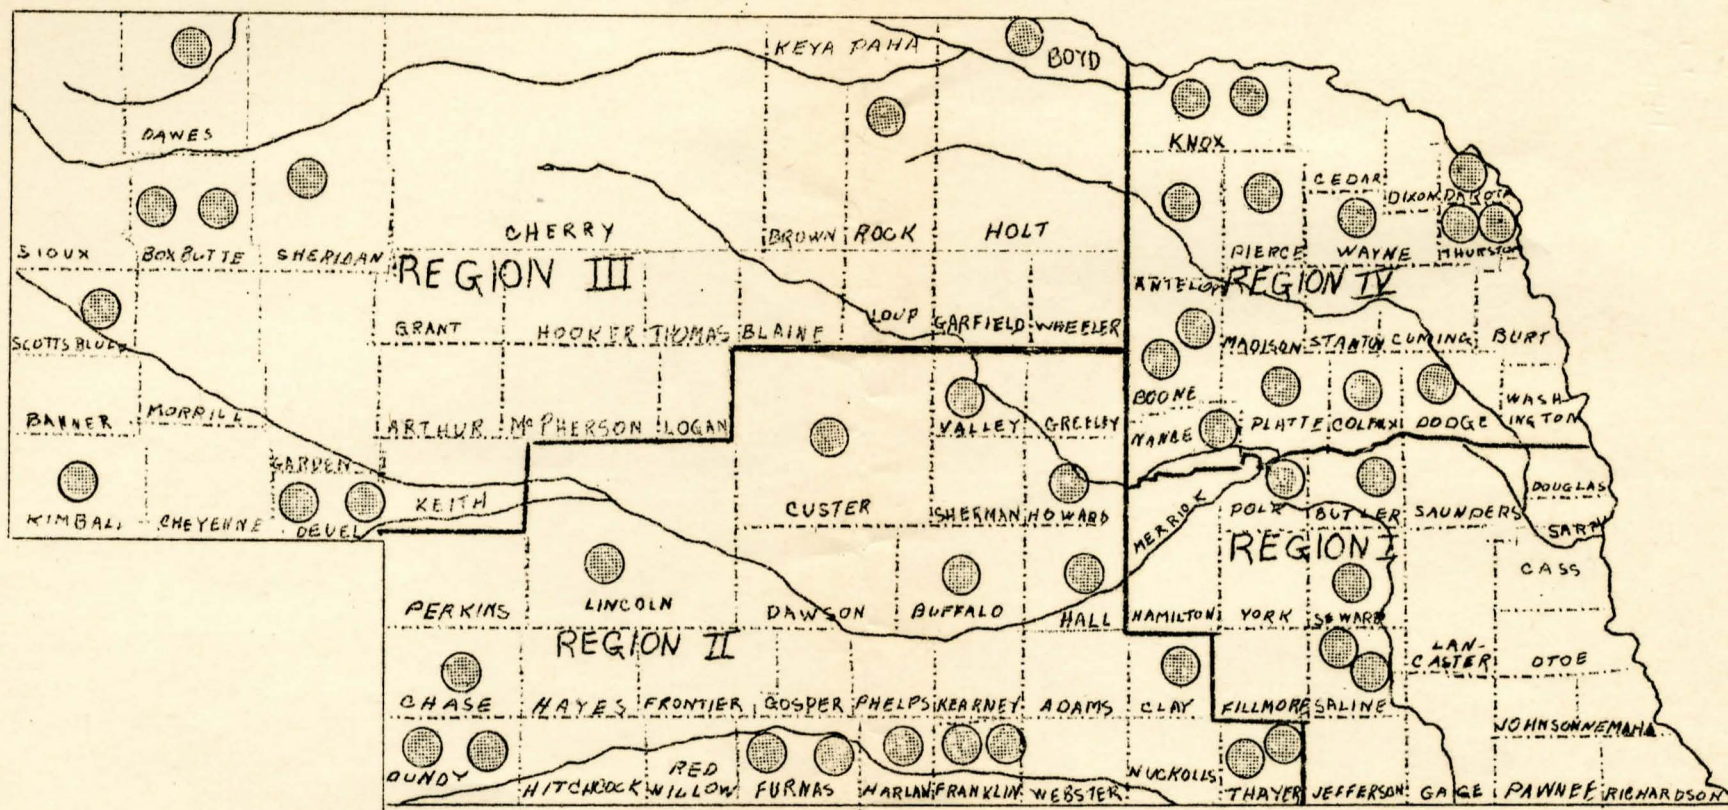 KEYA PAHA
BOYD
DAWES
KNOX
CEDAR
DIXON
SIOUX
BOX BUTTE
SHERIDAN
CHERRY
BROWN
ROCK
HOLT
PIERCE
WAYNE
THURSTON
REGION III
ANTELOPE
REGION IV
SCOTTS BLUFF
GRANT
HOOKER
THOMAS
BLAINE
LOUP
GARFIELD
WHEELER
MADISON
STANTON
CUMING
BURT
BANNER
MORRILL
ARTHUR
McPHERSON
LOGAN
VALLEY
GREELEY
BOONE
NANCE
PLATTE
COLFAX
DODGE
WASH
INGTON
GARDEN
KIMBALL
CHEYENNE
DEUEL
KEITH
CUSTER
SHERMAN
HOWARD
MERRICK
POLK
BUTLER
SAUNDERS
DOUGLAS
SARPY
REGION I
CASS
PERKINS
LINCOLN
DAWSON
BUFFALO
HALL
HAMILTON
YORK
SEWARD
REGION II
LAN-
CASTER
OTOE
CHASE
HAYES
FRONTIER
GOSPER
PHELPS
KEARNEY
ADAMS
CLAY
FILLMORE
SALINE
JOHNSON
NEMAHA
DUNDY
HITCHCOCK
RED
WILLOW
FURNAS
HARLAN
FRANKLIN
WEBSTER
NUCKOLLS
THAYER
JEFFERSON
GAGE
PAWNEE
RICHARDSON